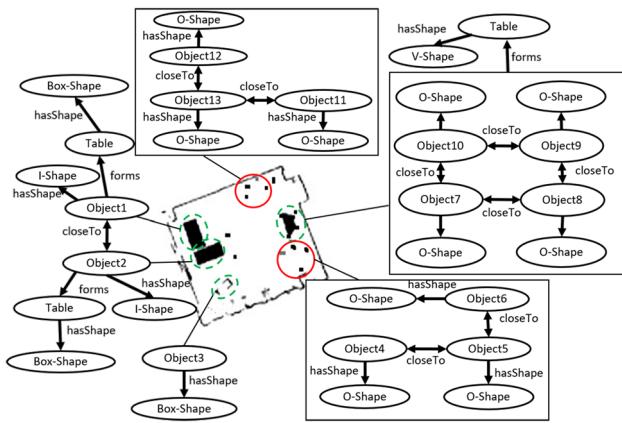 O-Shape
hasShape
Object12
closeTo
Object13
closeTo
Object11
hasShape
hasShape
O-Shape
O-Shape
hasShape
Table
V-Shape
forms
O-Shape
O-Shape
Object10
closeTo
Object9
closeTo
closeTo
Object7
closeTo
Object8
O-Shape
O-Shape
Box-Shape
hasShape
Table
I-Shape
hasShape
forms
Object1
closeTo
Object2
forms
hasShape
Table
I-Shape
hasShape
Box-Shape
Object3
hasShape
Box-Shape
hasShape
O-Shape
Object6
closeTo
Object4
closeTo
Object5
hasShape
hasShape
O-Shape
O-Shape